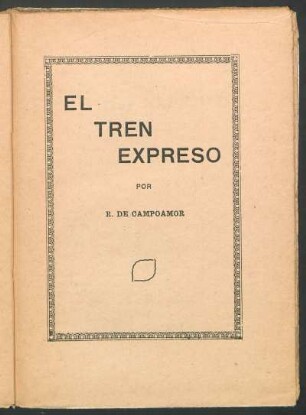 EL
TREN
EXPRESO
POR
R. DE CAMPOAMOR